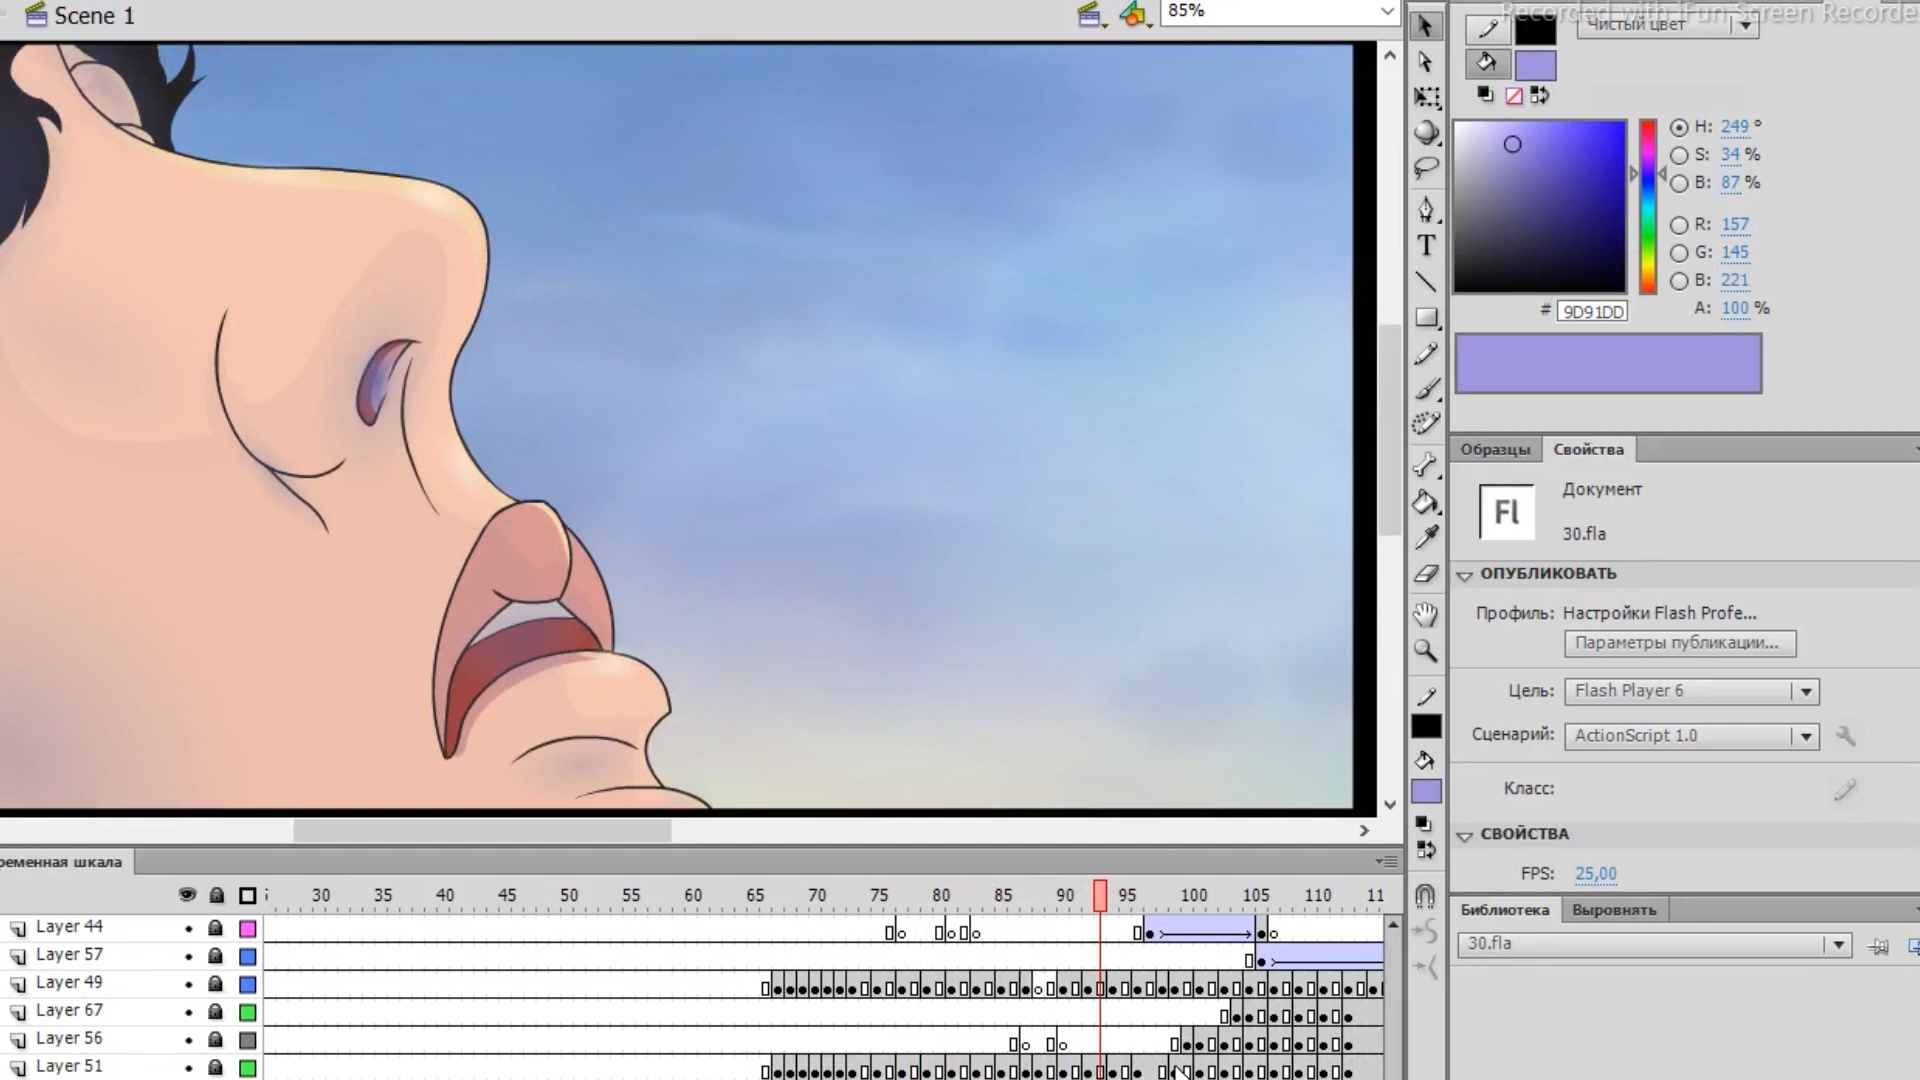 Scene 1
85%
Recorded with iFun Screen Recorde
Чистый цвет
H: 249 °
S: 34 %
B: 87 %
R: 157
G: 145
B: 221
A: 100 %
# 9D91DD
T
Образцы Свойства
Fl
Документ
30.fla
ОПУБЛИКОВАТЬ
Профиль: Настройки Flash Profe...
Параметры публикации...
Цель: Flash Player 6
Сценарий: ActionScript 1.0
Класс:
СВОЙСТВА
FPS: 25,00
Библиотека Выровнять
30.fla
ременная шкала
30 35 40 45 50 55 60 65 70 75 80 85 90 95 100 105 110 11
Layer 44
Layer 57
Layer 49
Layer 67
Layer 56
Layer 51